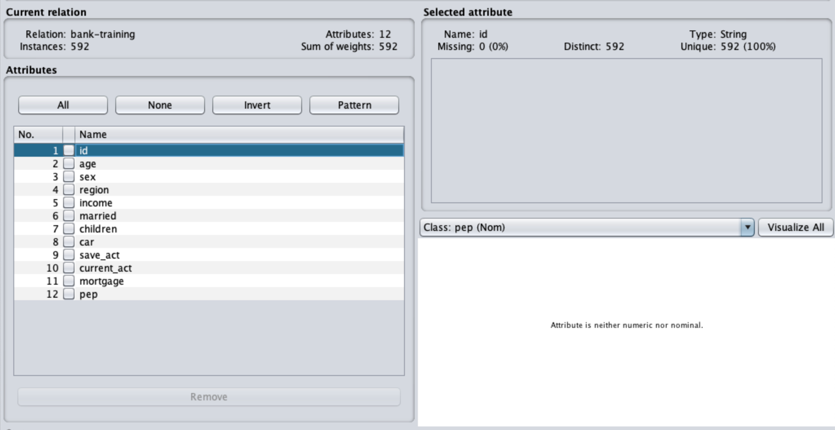 Current relation
Relation: bank-training
Attributes: 12
Instances: 592
Sum of weights: 592
Attributes
All
None
Invert
Pattern
No.
Name
1 id
2 age
3 sex
4 region
5 income
6 married
7 children
8 car
9 save_act
10 current_act
11 mortgage
12 pep
Remove
Selected attribute
Name: id
Type: String
Missing: 0 (0%)
Distinct: 592
Unique: 592 (100%)
Class: pep (Nom)
Visualize All
Attribute is neither numeric nor nominal.